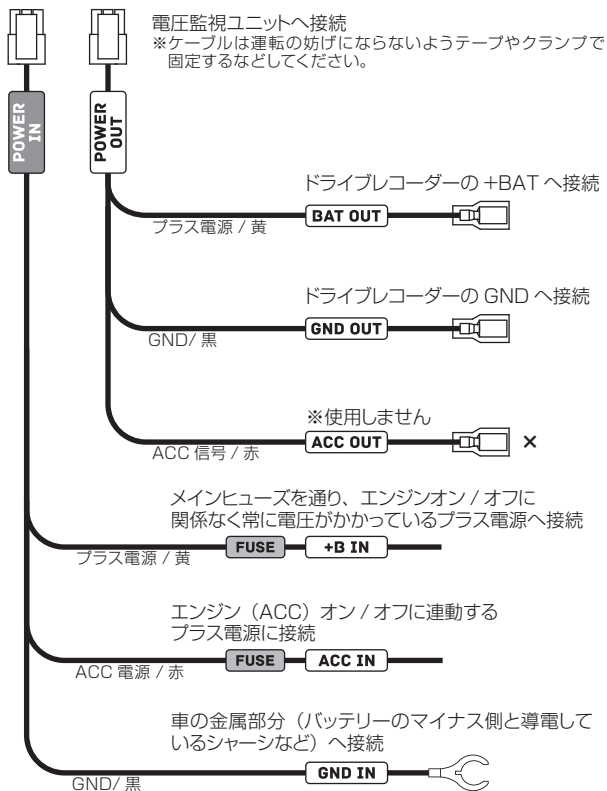 電圧監視ユニットへ接続
※ケーブルは運転の妨げにならないようテープやクランプで
固定するなどしてください。
POWER
IN
POWER
OUT
ドライブレコーダーの +BAT へ接続
プラス電源 / 黄
BAT OUT
ドライブレコーダーの GND へ接続
GND/ 黒
GND OUT
※使用しません
ACC 信号 / 赤
ACC OUT
×
メインヒューズを通り、エンジンオン / オフに
関係なく常に電圧がかかっているプラス電源へ接続
プラス電源 / 黄
FUSE
+B IN
エンジン（ACC）オン / オフに連動する
プラス電源に接続
ACC 電源 / 赤
FUSE
ACC IN
車の金属部分（バッテリーのマイナス側と導電して
いるシャーシなど）へ接続
GND/ 黒
GND IN